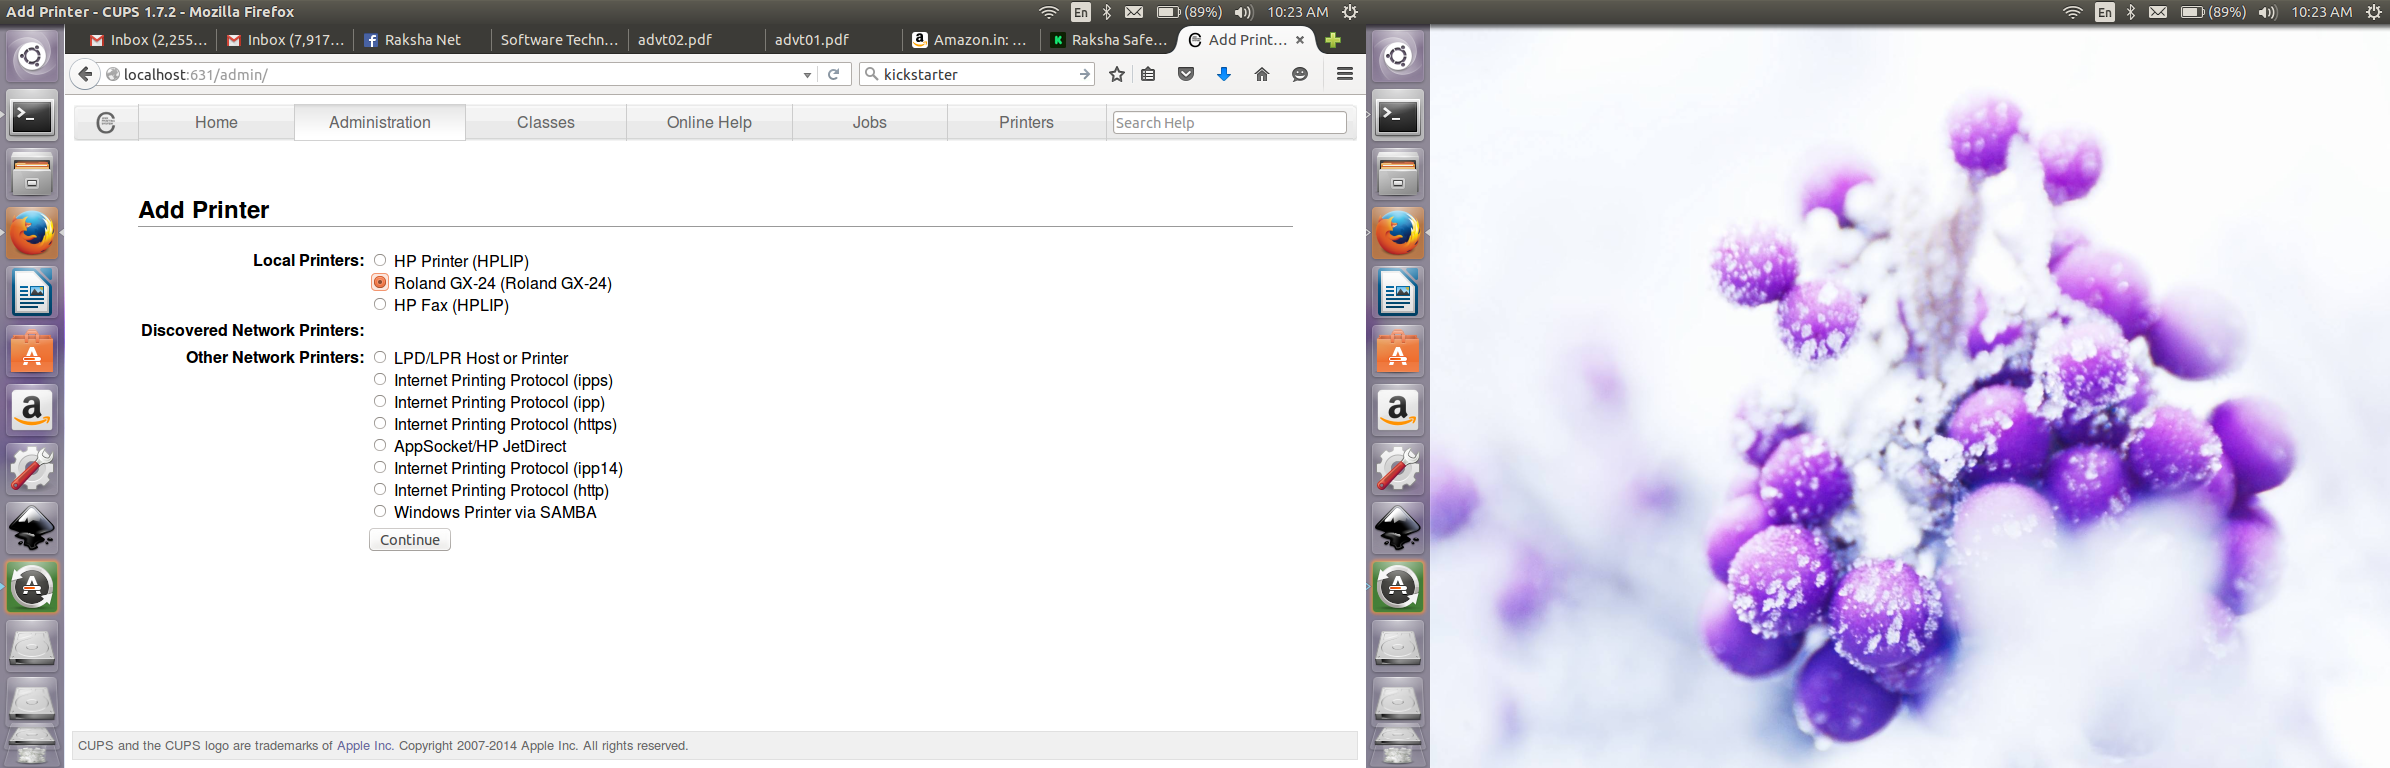 Add Printer - CUPS 1.7.2 - Mozilla Firefox En (89%) 10:23 AM En (89%) 10:23 AM
Inbox (2,255... Inbox (7,917... Raksha Net Software Techn... advt02.pdf advt01.pdf Amazon.in: ... Raksha Safe... Add Print...
localhost:631/admin/ kickstarter
Home Administration Classes Online Help Jobs Printers Search Help
Add Printer
Local Printers: HP Printer (HPLIP)
Roland GX-24 (Roland GX-24)
HP Fax (HPLIP)
Discovered Network Printers:
Other Network Printers: LPD/LPR Host or Printer
Internet Printing Protocol (ipps)
Internet Printing Protocol (ipp)
Internet Printing Protocol (https)
AppSocket/HP JetDirect
Internet Printing Protocol (ipp14)
Internet Printing Protocol (http)
Windows Printer via SAMBA
Continue
CUPS and the CUPS logo are trademarks of Apple Inc. Copyright 2007-2014 Apple Inc. All rights reserved.